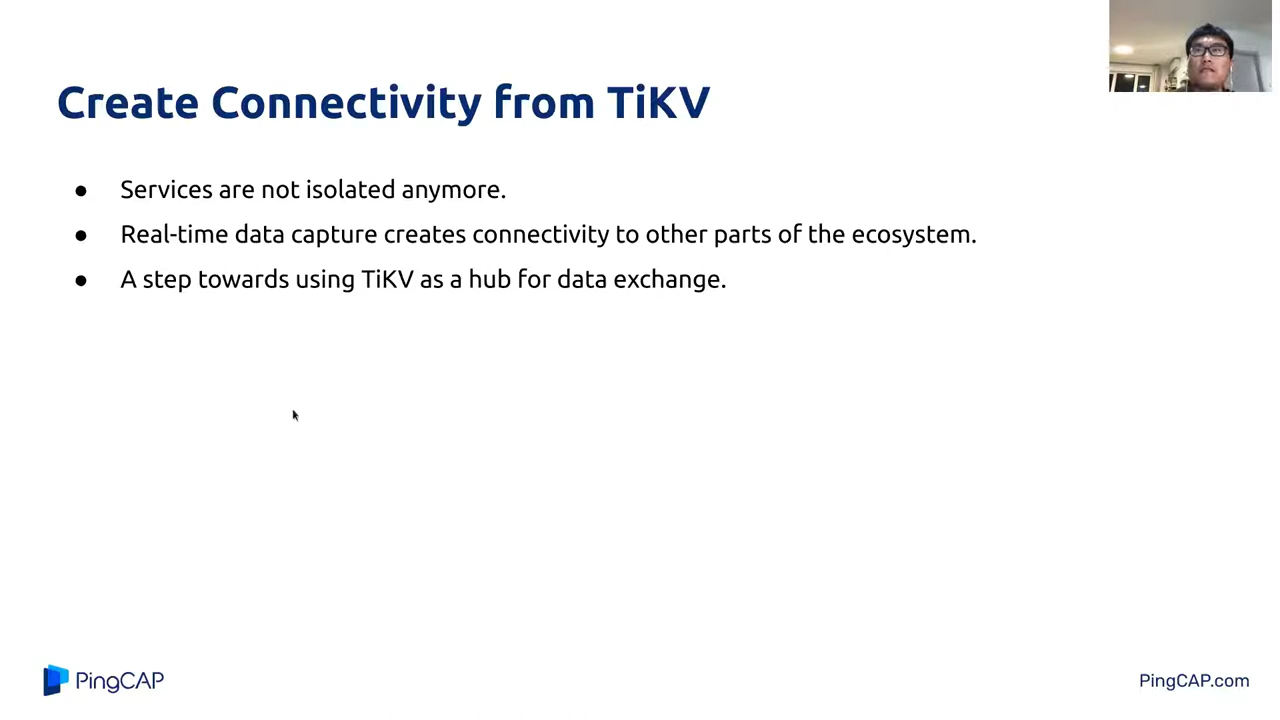 Create Connectivity from TiKV
● Services are not isolated anymore.
● Real-time data capture creates connectivity to other parts of the ecosystem.
● A step towards using TiKV as a hub for data exchange.
PingCAP
PingCAP.com